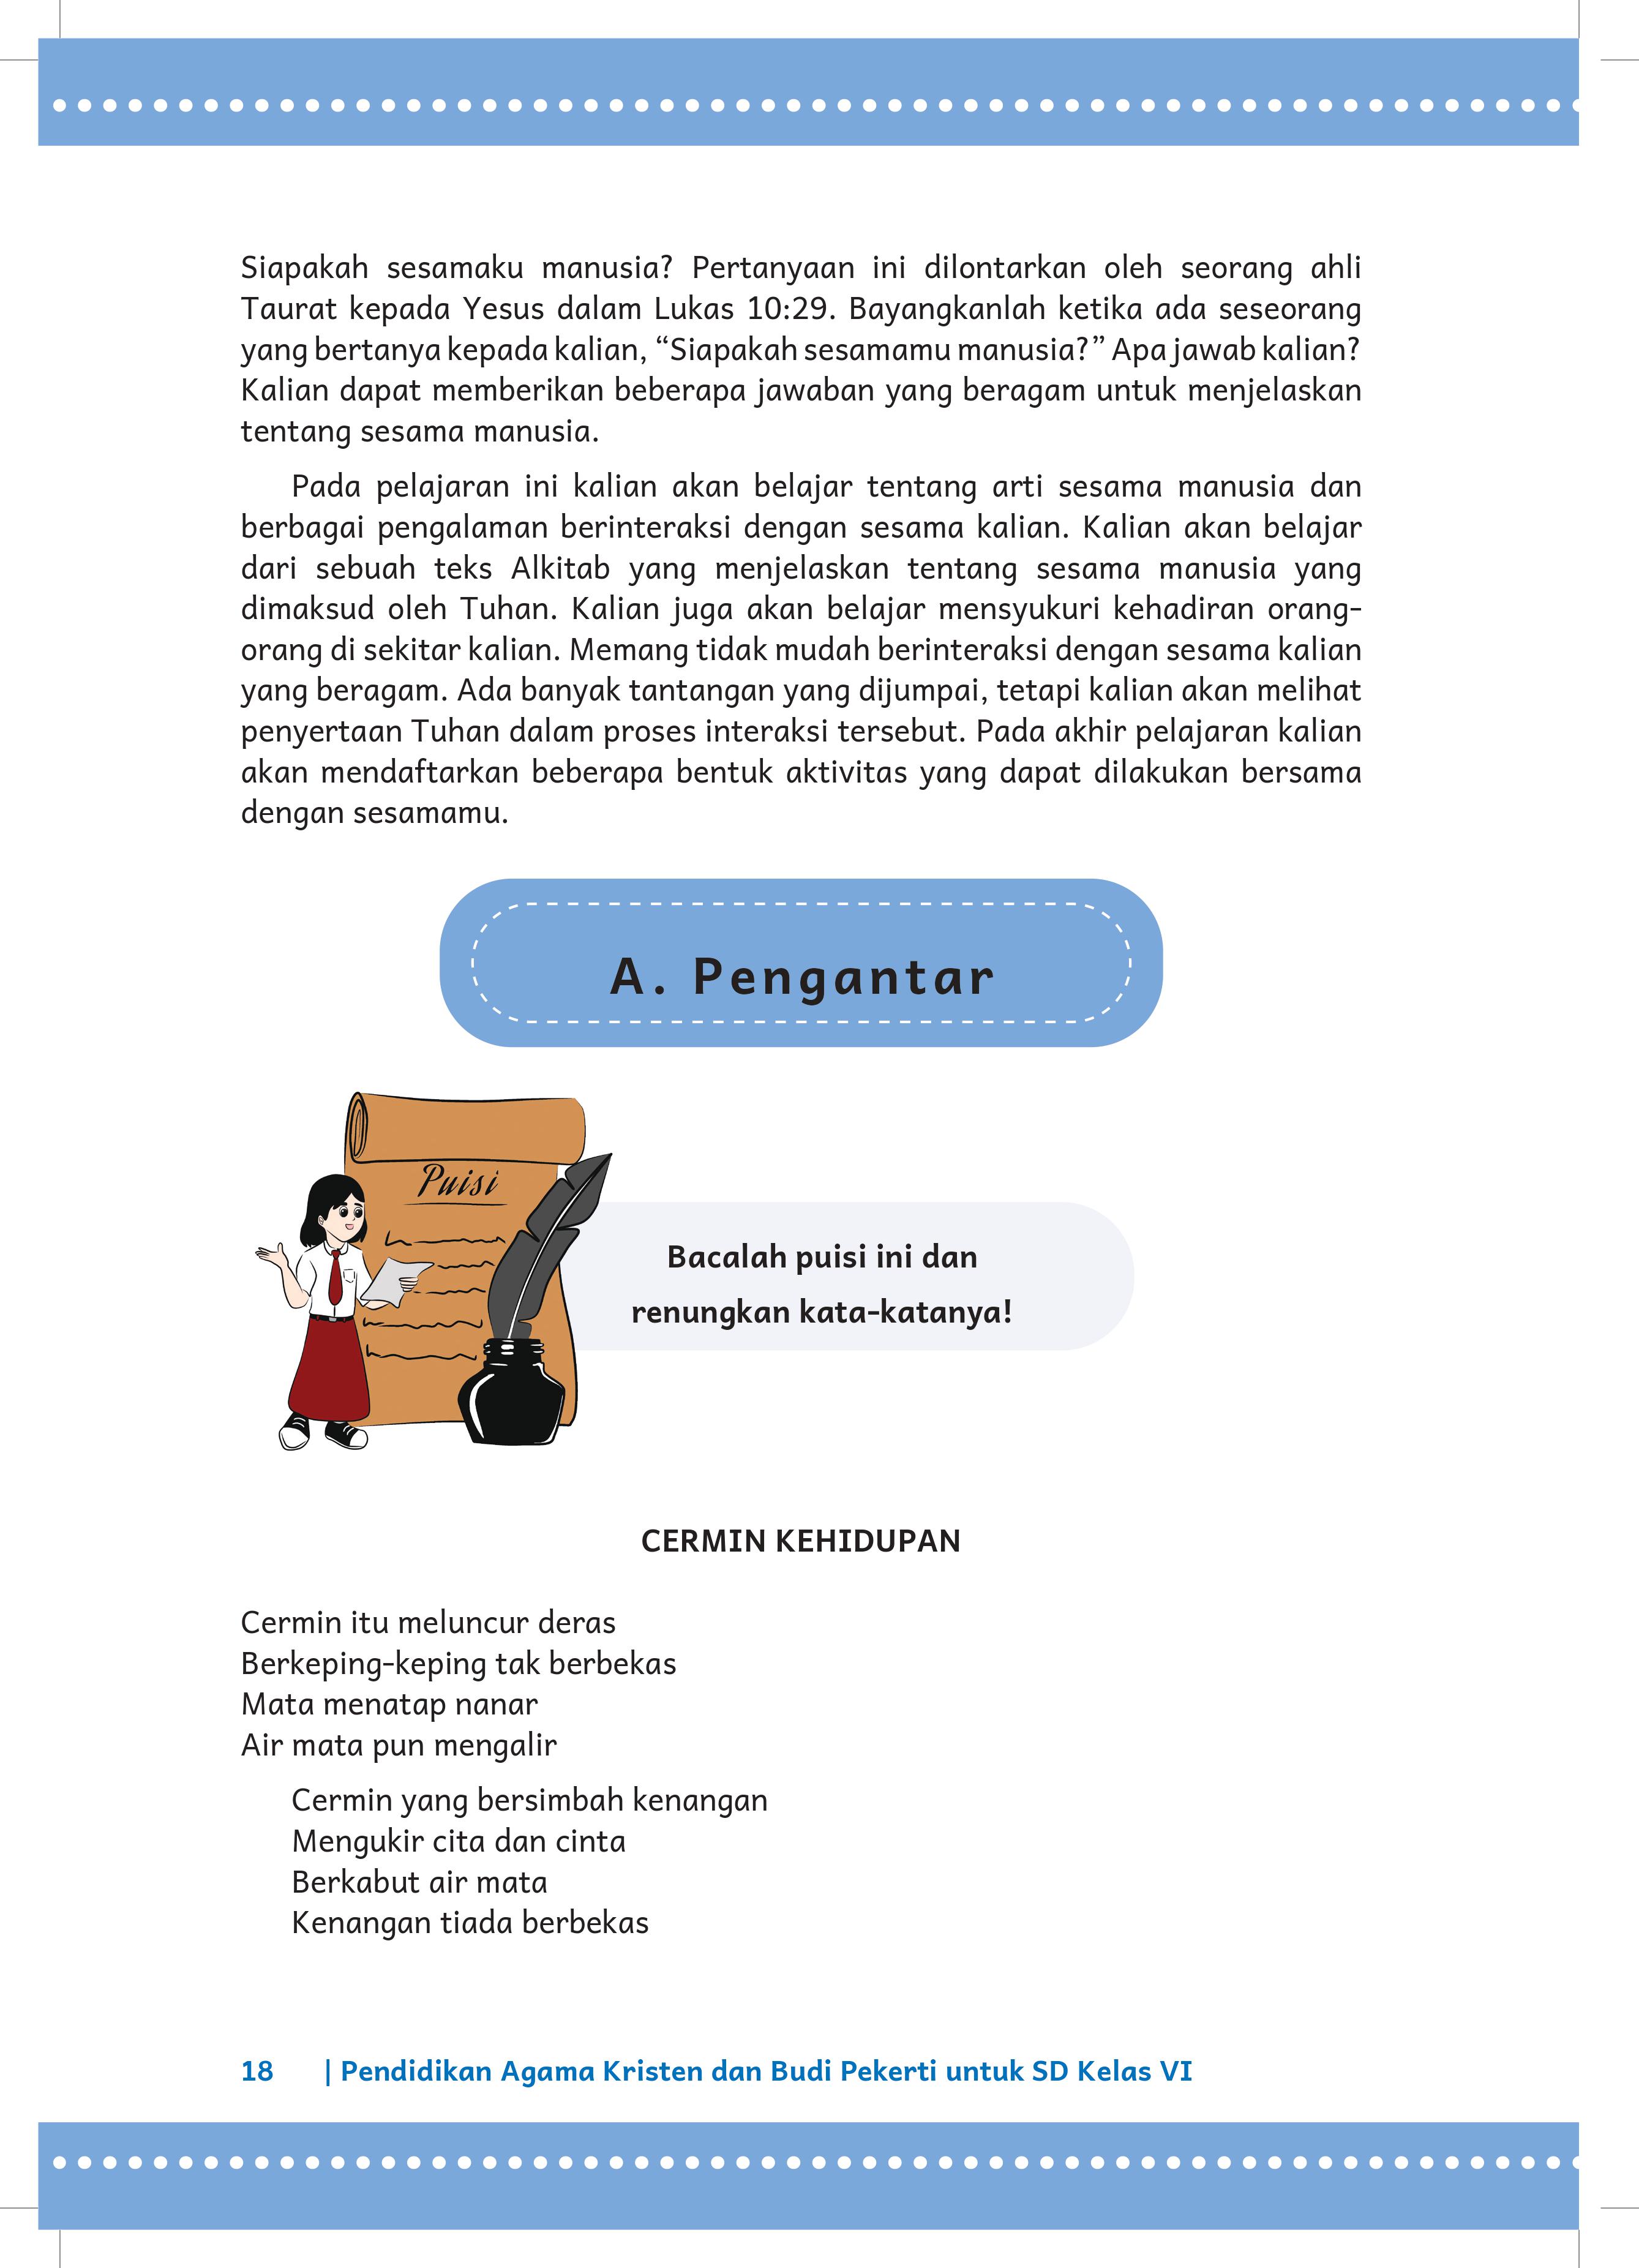 Siapakah sesamaku manusia? Pertanyaan ini dilontarkan oleh seorang ahli
Taurat kepada Yesus dalam Lukas 10:29. Bayangkanlah ketika ada seseorang
yang bertanya kepada kalian, “Siapakah sesamamu manusia?” Apa jawab kalian?
Kalian dapat memberikan beberapa jawaban yang beragam untuk menjelaskan
tentang sesama manusia.
Pada pelajaran ini kalian akan belajar tentang arti sesama manusia dan
berbagai pengalaman berinteraksi dengan sesama kalian. Kalian akan belajar
dari sebuah teks Alkitab yang menjelaskan tentang sesama manusia yang
dimaksud oleh Tuhan. Kalian juga akan belajar mensyukuri kehadiran orang-
orang di sekitar kalian. Memang tidak mudah berinteraksi dengan sesama kalian
yang beragam. Ada banyak tantangan yang dijumpai, tetapi kalian akan melihat
penyertaan Tuhan dalam proses interaksi tersebut. Pada akhir pelajaran kalian
akan mendaftarkan beberapa bentuk aktivitas yang dapat dilakukan bersama
dengan sesamamu.
A. Pengantar
Puisi
Bacalah puisi ini dan
renungkan kata-katanya!
CERMIN KEHIDUPAN
Cermin itu meluncur deras
Berkeping-keping tak berbekas
Mata menatap nanar
Air mata pun mengalir
Cermin yang bersimbah kenangan
Mengukir cita dan cinta
Berkabut air mata
Kenangan tiada berbekas
18 | Pendidikan Agama Kristen dan Budi Pekerti untuk SD Kelas VI